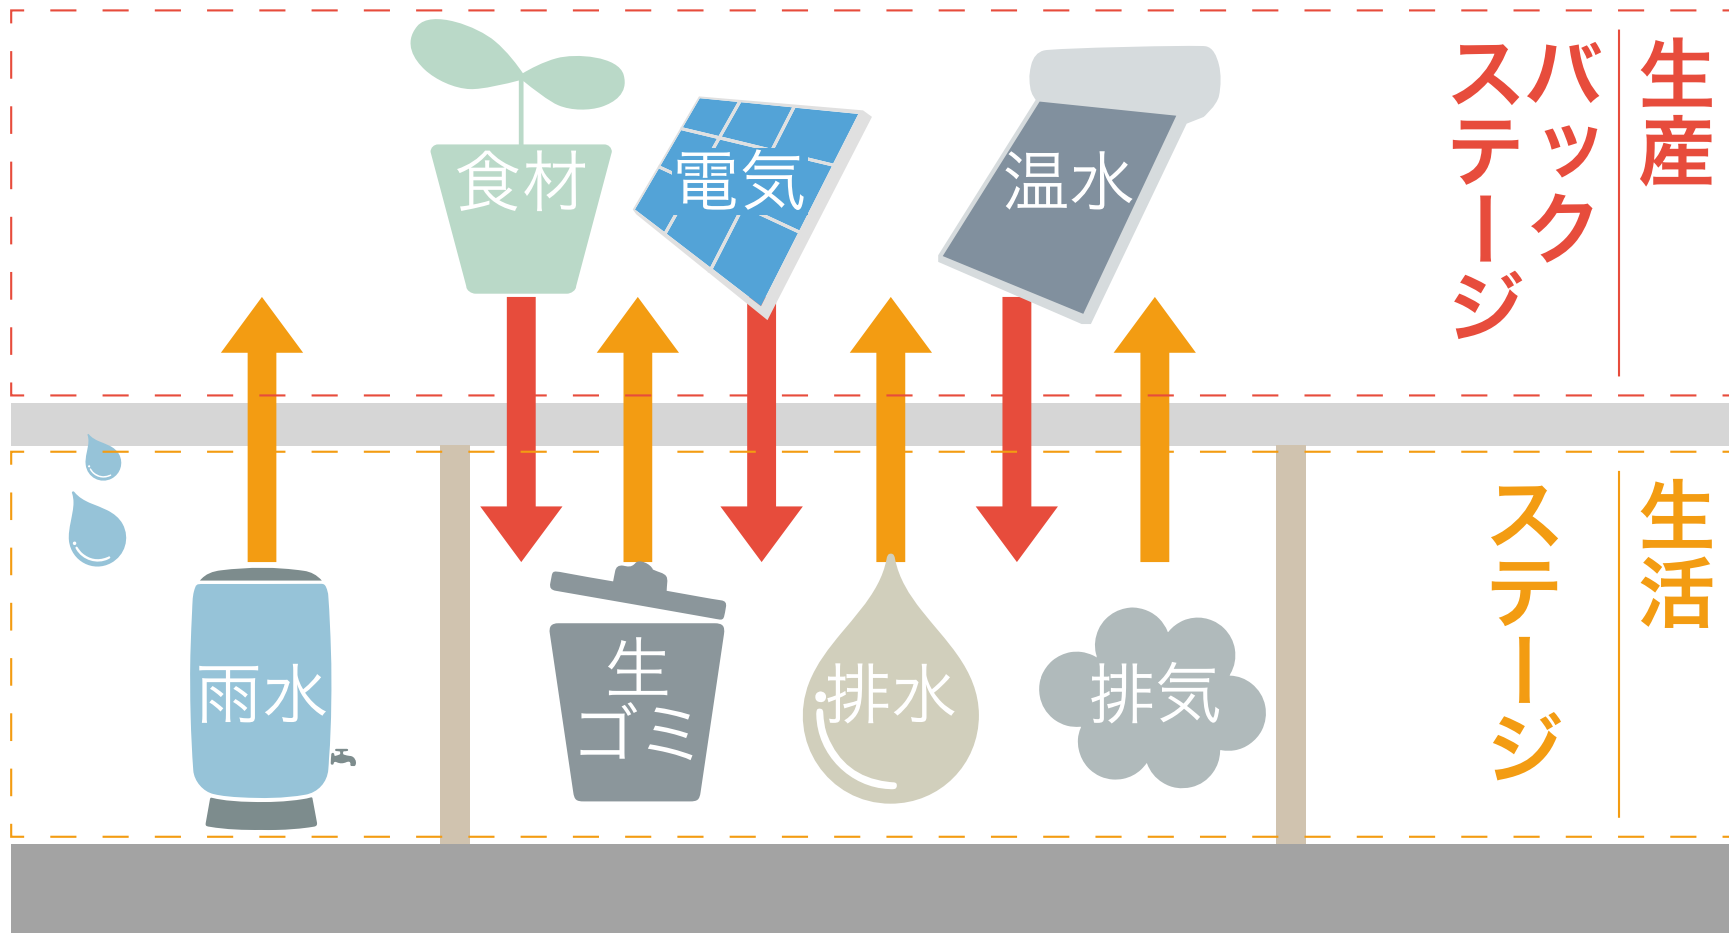 生産
バック
ステージ
食材
電気
温水
生活
ステージ
雨水
生
ゴミ
排水
排気